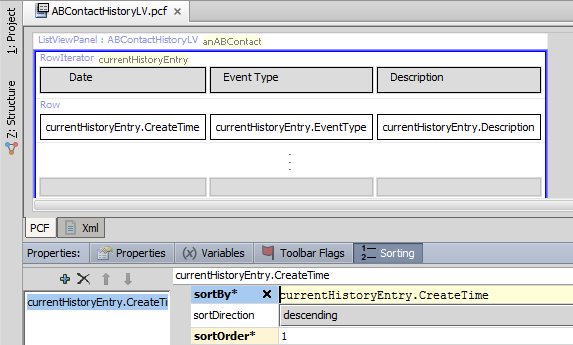 ABContactHistoryLV.pcf
1: Project
Z: Structure
ListViewPanel : ABContactHistoryLV anABContact
RowIterator currentHistoryEntry
Date Event Type Description
Row
currentHistoryEntry.CreateTime currentHistoryEntry.EventType currentHistoryEntry.Description
PCF Xml
Properties: Properties (x) Variables Toolbar Flags 1 2 Sorting
currentHistoryEntry.CreateTime
currentHistoryEntry.CreateTi
sortBy* currentHistoryEntry.CreateTime
sortDirection descending
sortOrder* 1